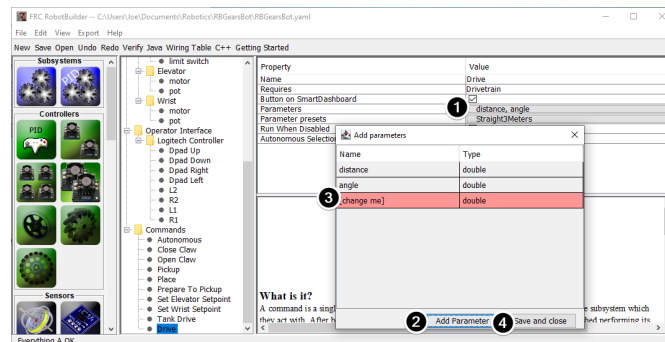 FRC RobotBuilder -- C:\Users\Joe\Documents\Robotics\RBGearsBot\RBGearsBot.yaml
File Edit View Export Help
New Save Open Undo Redo Verify Java Wiring Table C++ Getting Started
Subsystems
PID
Controllers
PID
Sensors
limit switch
Elevator
motor
pot
Wrist
motor
pot
Operator Interface
Logitech Controller
Dpad Up
Dpad Down
Dpad Right
Dpad Left
L2
R2
L1
R1
Commands
Autonomous
Close Claw
Open Claw
Pickup
Place
Prepare To Pickup
Set Elevator Setpoint
Set Wrist Setpoint
Tank Drive
Drive
Property Value
Name Drive
Requires Drivetrain
Button on SmartDashboard
Parameters 1 distance, angle
Parameter presets Straight3Meters
Run When Disabled
Autonomous Selection
Add parameters
Name Type
distance double
angle double
3 [change me] double
2 Add Parameter 4 Save and close
What is it?
A command is a singl e subsystem which
they act with. After b hed performing its
Everything A OK